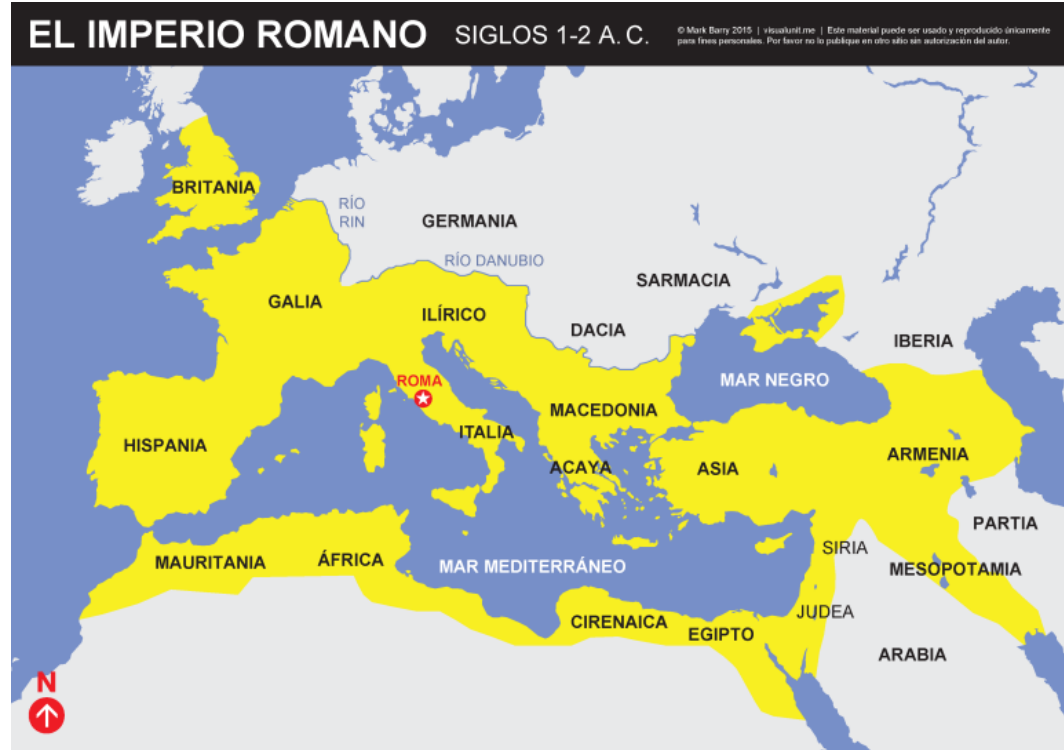 EL IMPERIO ROMANO SIGLOS 1-2 A. C.
© Mark Barry 2015 | visualunit.me | Este material puede ser usado y reproducido únicamente
para fines personales. Por favor no lo publique en otro sitio sin autorización del autor.
BRITANIA
RÍO
RIN
GERMANIA
RÍO DANUBIO
SARMACIA
GALIA
ILÍRICO
DACIA
IBERIA
ROMA
MAR NEGRO
MACEDONIA
HISPANIA
ITALIA
ACAYA
ASIA
ARMENIA
PARTIA
MAURITANIA
ÁFRICA
MAR MEDITERRÁNEO
SIRIA
MESOPOTAMIA
CIRENAICA
EGIPTO
JUDEA
ARABIA
N